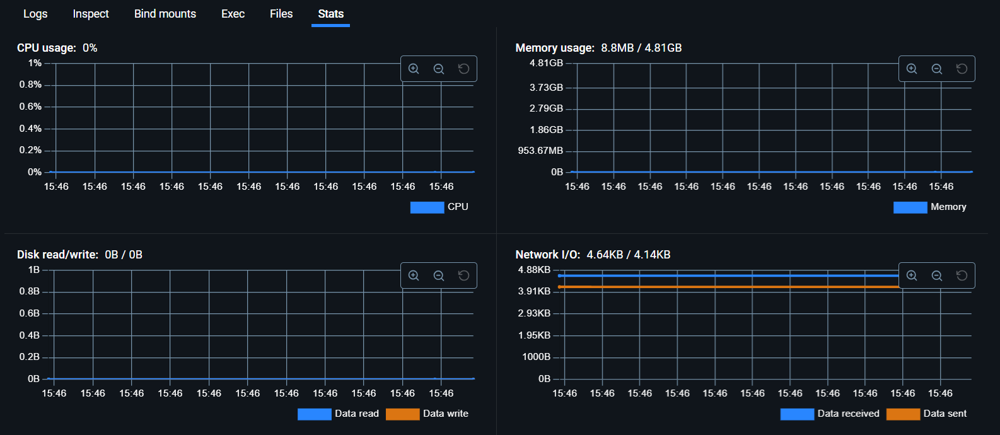 Logs Inspect Bind mounts Exec Files Stats
CPU usage: 0%
1%
0.8%
0.6%
0.4%
0.2%
0%
15:46 15:46 15:46 15:46 15:46 15:46 15:46 15:46 15:46 15:46 15:46
CPU
Memory usage: 8.8MB / 4.81GB
4.81GB
3.73GB
2.79GB
1.86GB
953.67MB
0B
15:46 15:46 15:46 15:46 15:46 15:46 15:46 15:46 15:46 15:46 15:46
Memory
Disk read/write: 0B / 0B
1B
0.8B
0.6B
0.4B
0.2B
0B
15:46 15:46 15:46 15:46 15:46 15:46 15:46 15:46 15:46 15:46 15:46
Data read Data write
Network I/O: 4.64KB / 4.14KB
4.88KB
3.91KB
2.93KB
1.95KB
1000B
0B
15:46 15:46 15:46 15:46 15:46 15:46 15:46 15:46 15:46 15:46 15:46
Data received Data sent